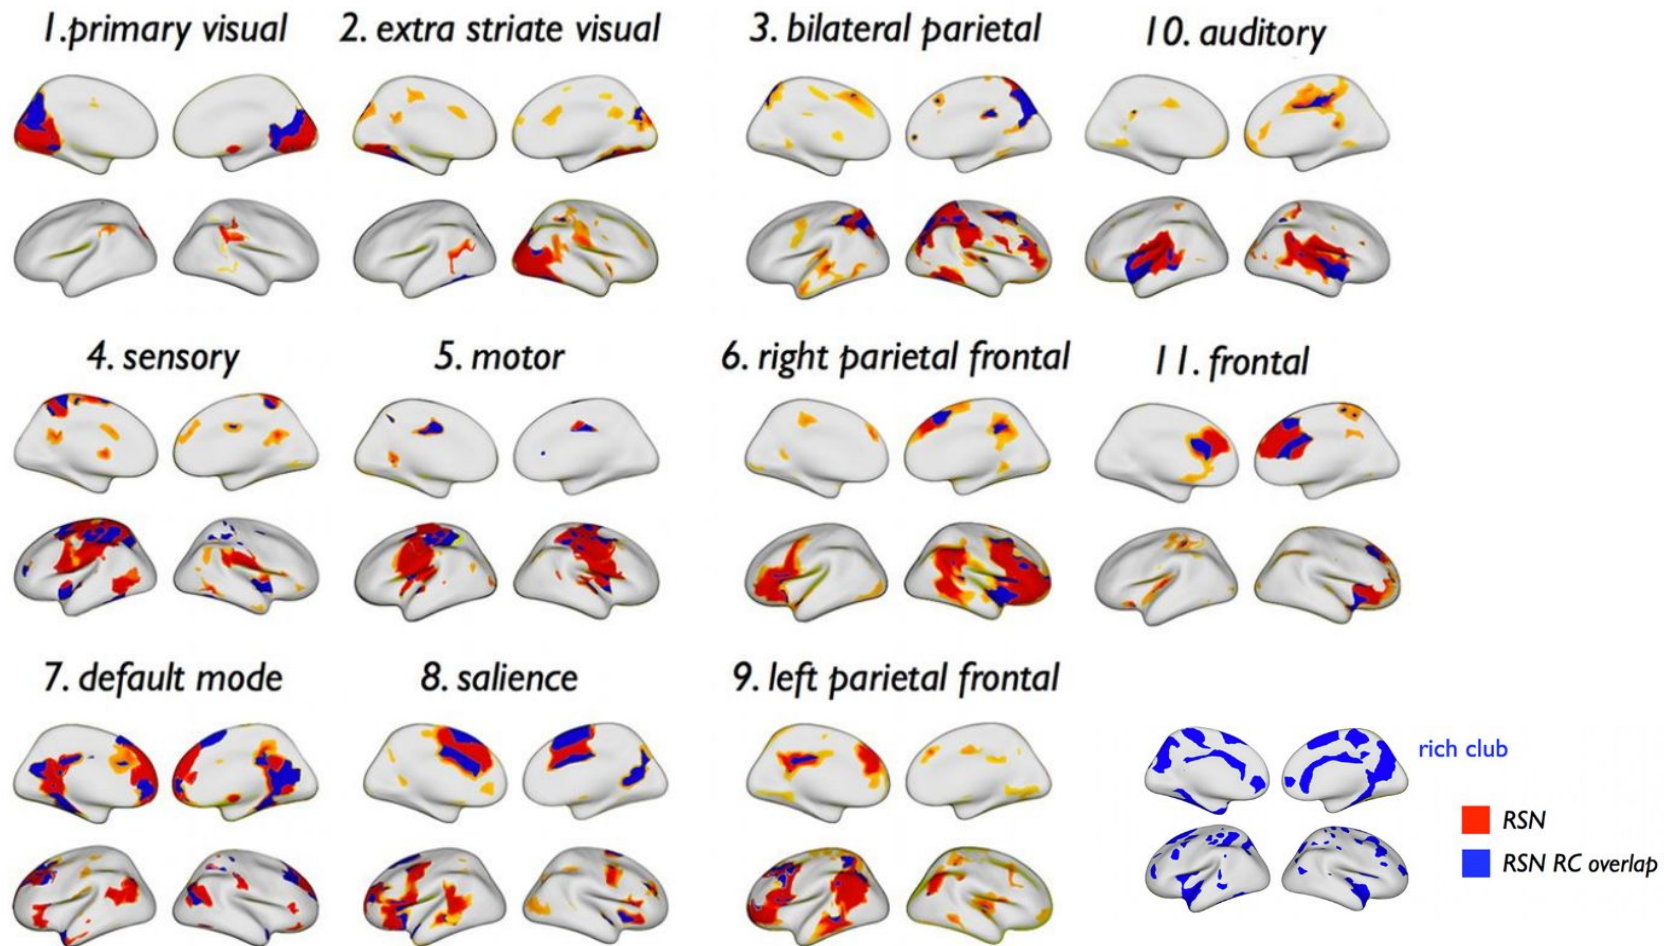 1.primary visual
2. extra striate visual
3. bilateral parietal
10. auditory
4. sensory
5. motor
6. right parietal frontal
11. frontal
7. default mode
8. salience
9. left parietal frontal
rich club
RSN
RSN RC overlap